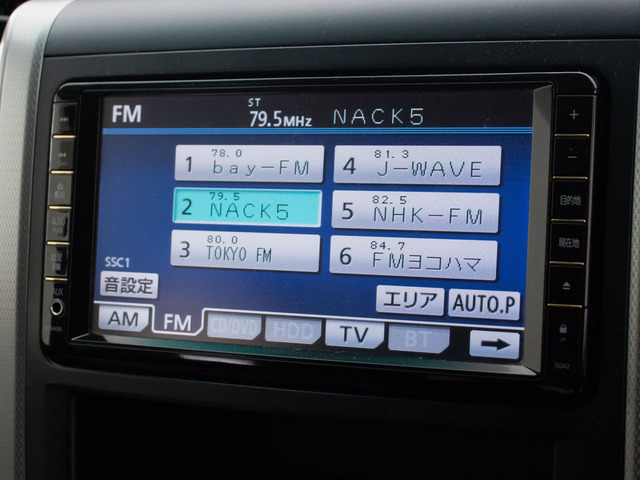 FM
ST
79.5MHz NACK5
78.0
1 bay-FM
81.3
4 J-WAVE
79.5
2 NACK5
82.5
5 NHK-FM
80.0
3 TOKYO FM
84.7
6 FMヨコハマ
SSC1
音設定
エリア AUTO.P
AM FM CD/DVD HDD TV BT
目的地
現在地